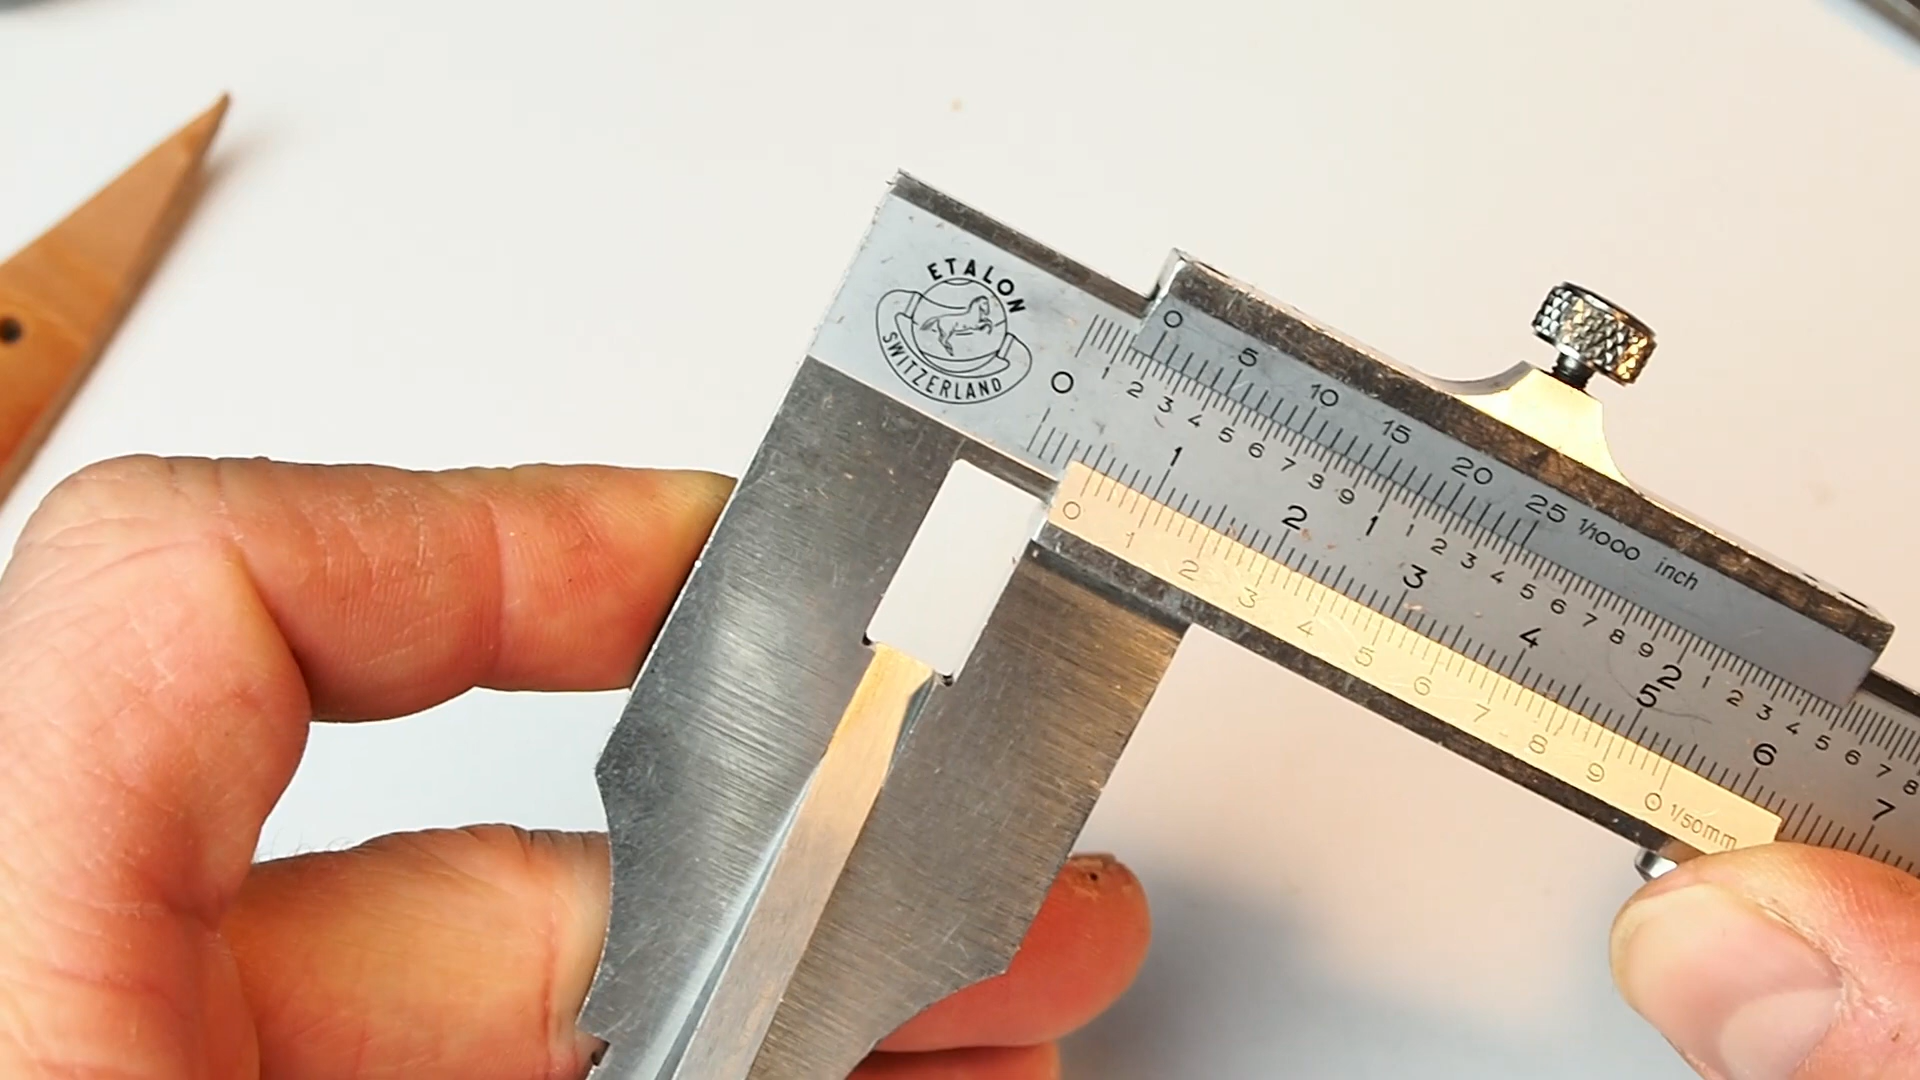 ETALON
SWITZERLAND
0 5 10 15 20 25 1/1000 inch
0 1 2 3 4 5 6 7 8 9 1 1 2 3 4 5 6 7 8 9 2 1 2 3 4 5 6 7 8
1 2 3 4 5 6 7
0 1 2 3 4 5 6 7 8 9 0 1/50mm